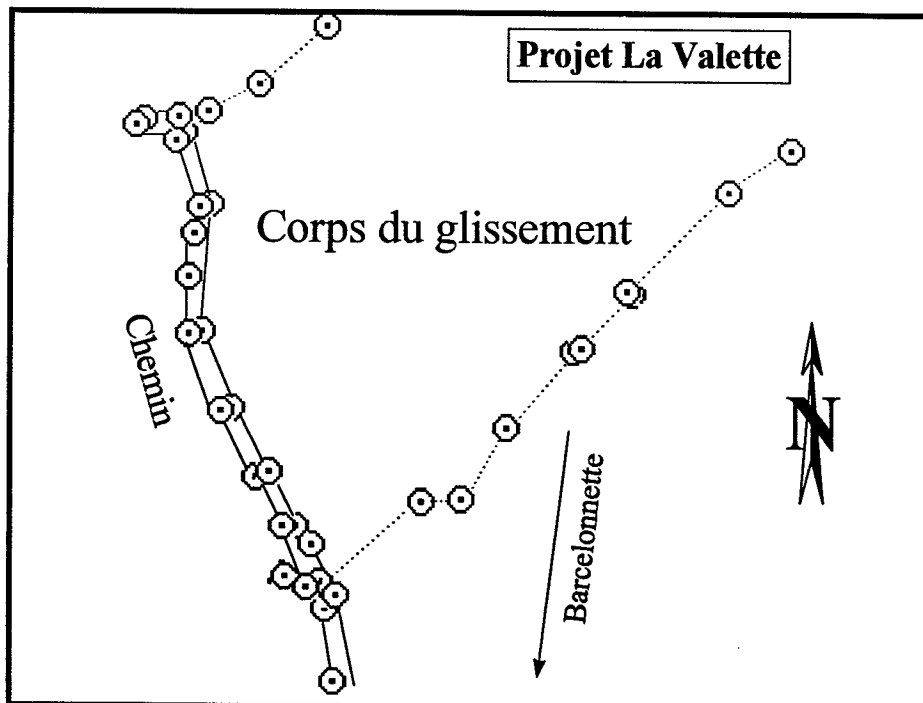 Projet La Valette
Corps du glissement
Chemin
N
Barcelonnette